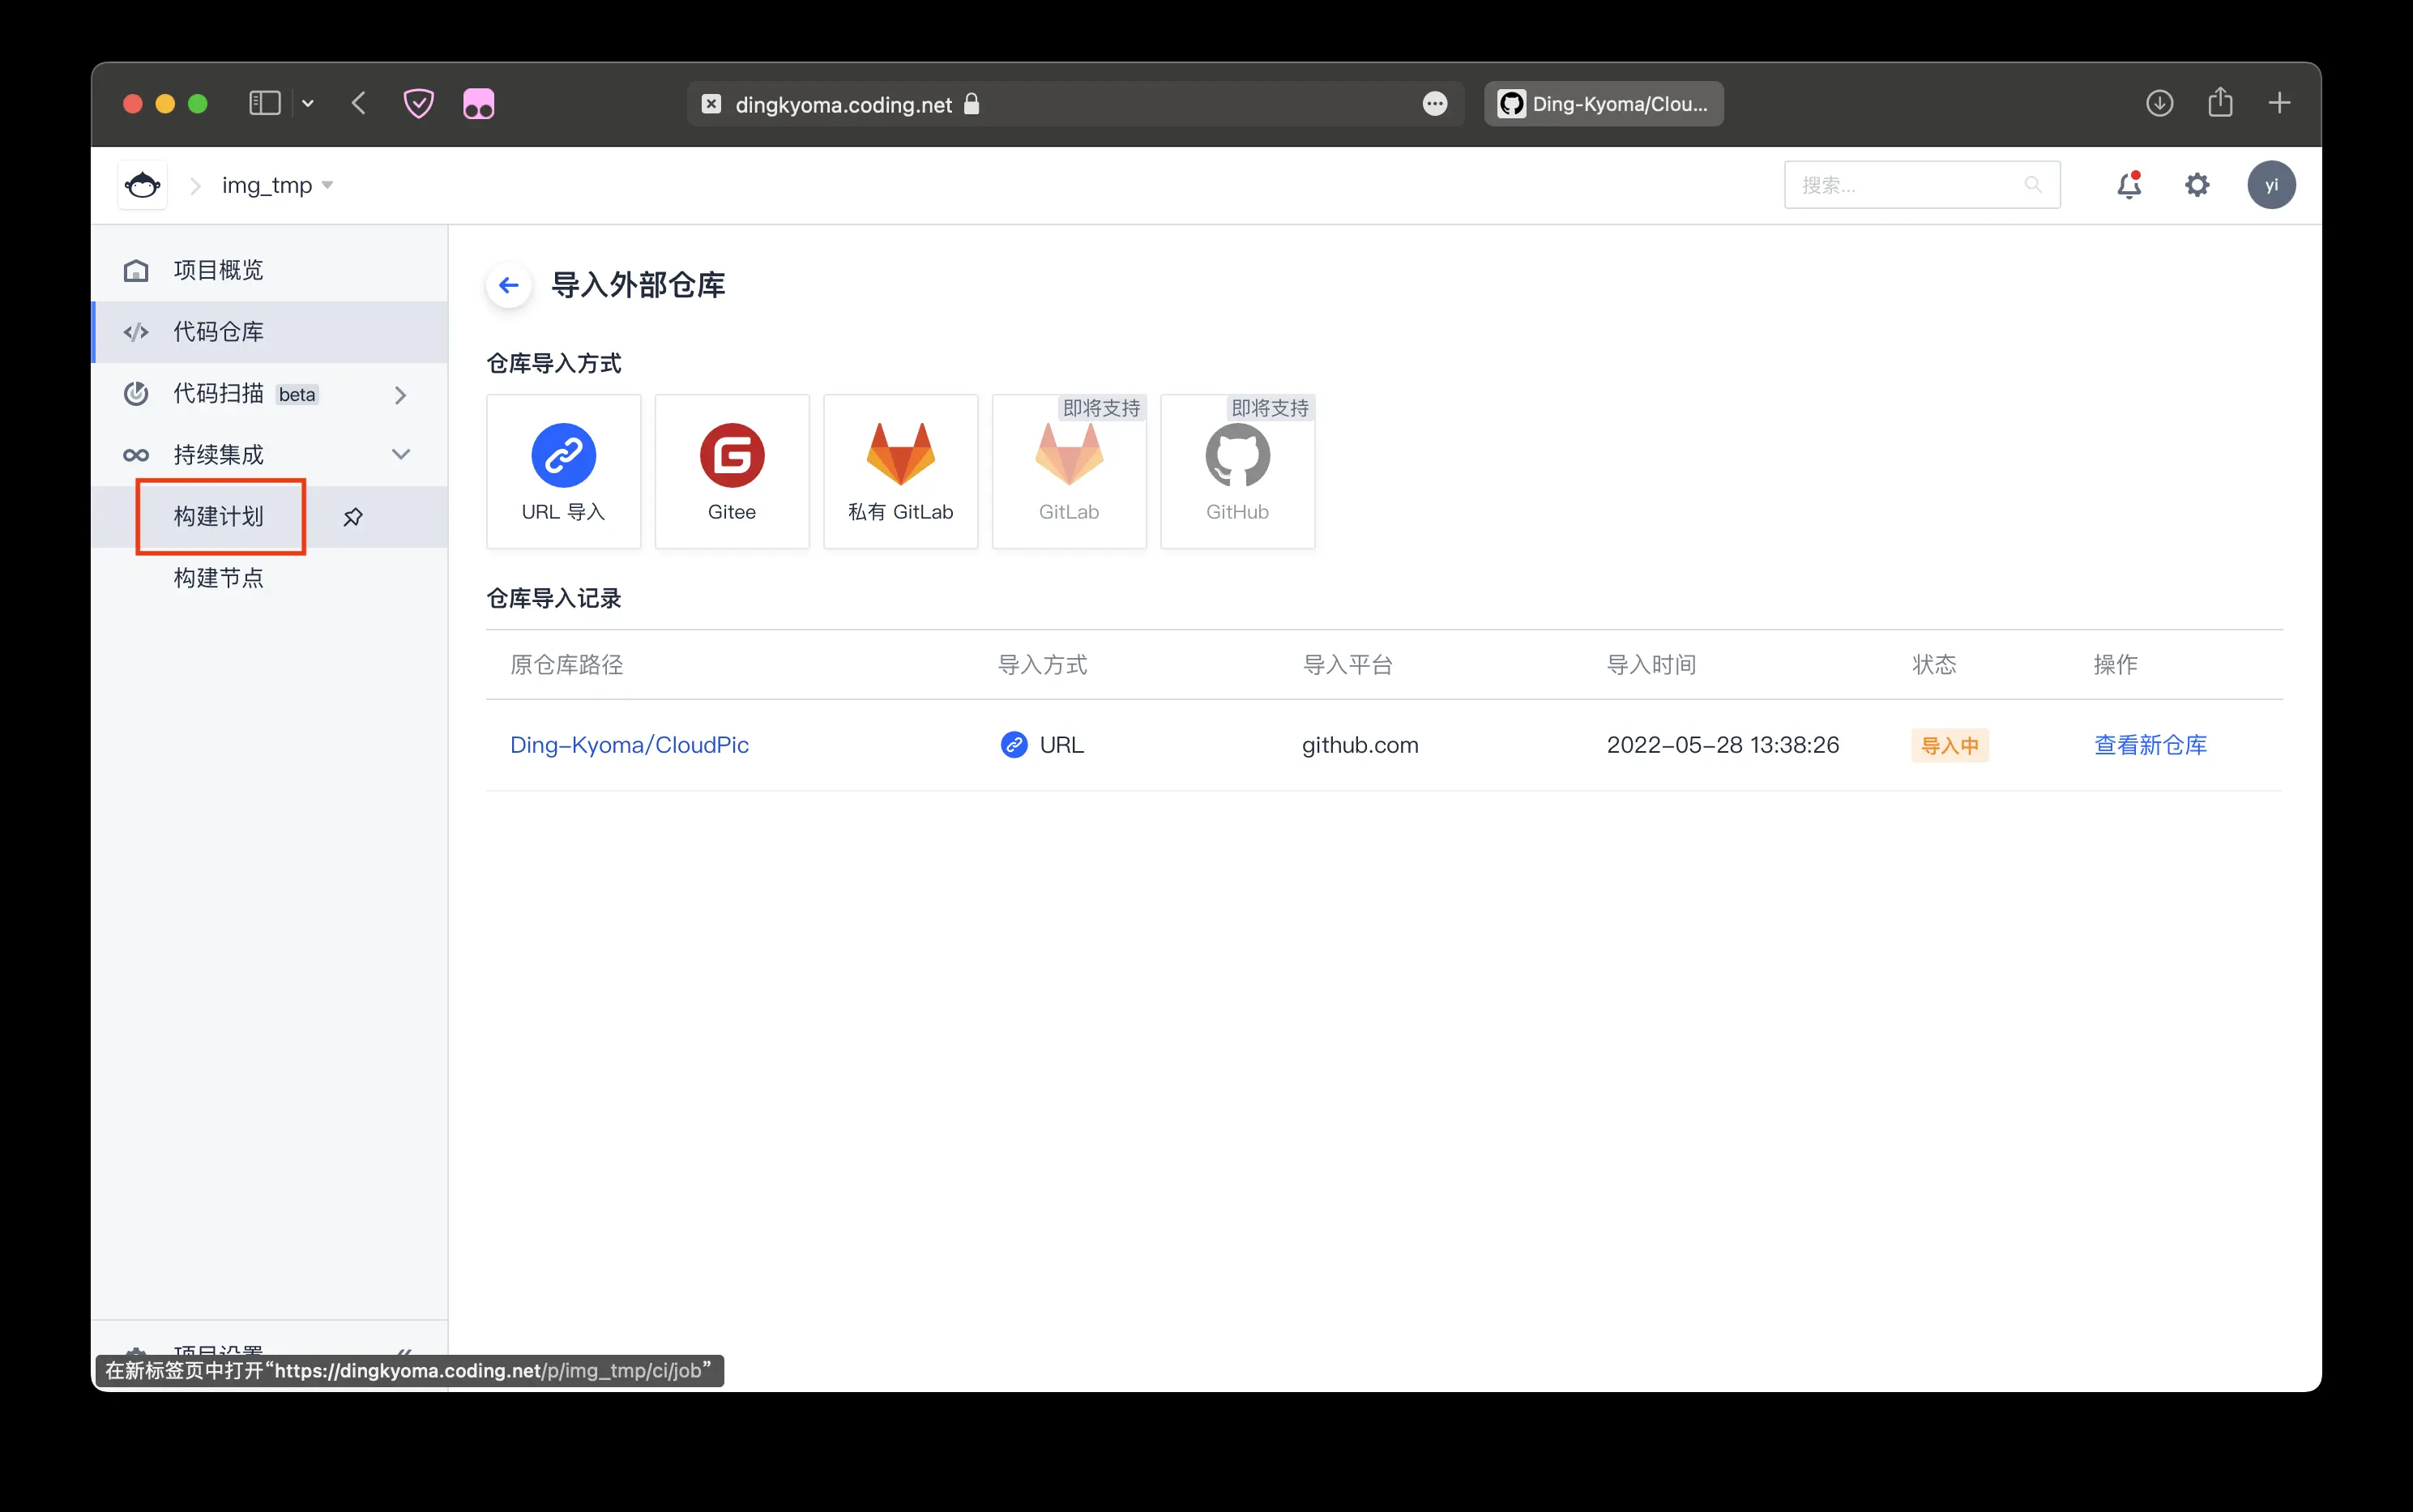 dingkyoma.coding.net
Ding-Kyoma/Clou...
img_tmp
搜索...
yi
项目概览
代码仓库
代码扫描 beta
持续集成
构建计划
构建节点
导入外部仓库
仓库导入方式
URL 导入
Gitee
私有 GitLab
即将支持
GitLab
即将支持
GitHub
仓库导入记录
原仓库路径 导入方式 导入平台 导入时间 状态 操作
Ding-Kyoma/CloudPic URL github.com 2022-05-28 13:38:26 导入中 查看新仓库
项目设置
在新标签页中打开“https://dingkyoma.coding.net/p/img_tmp/ci/job”